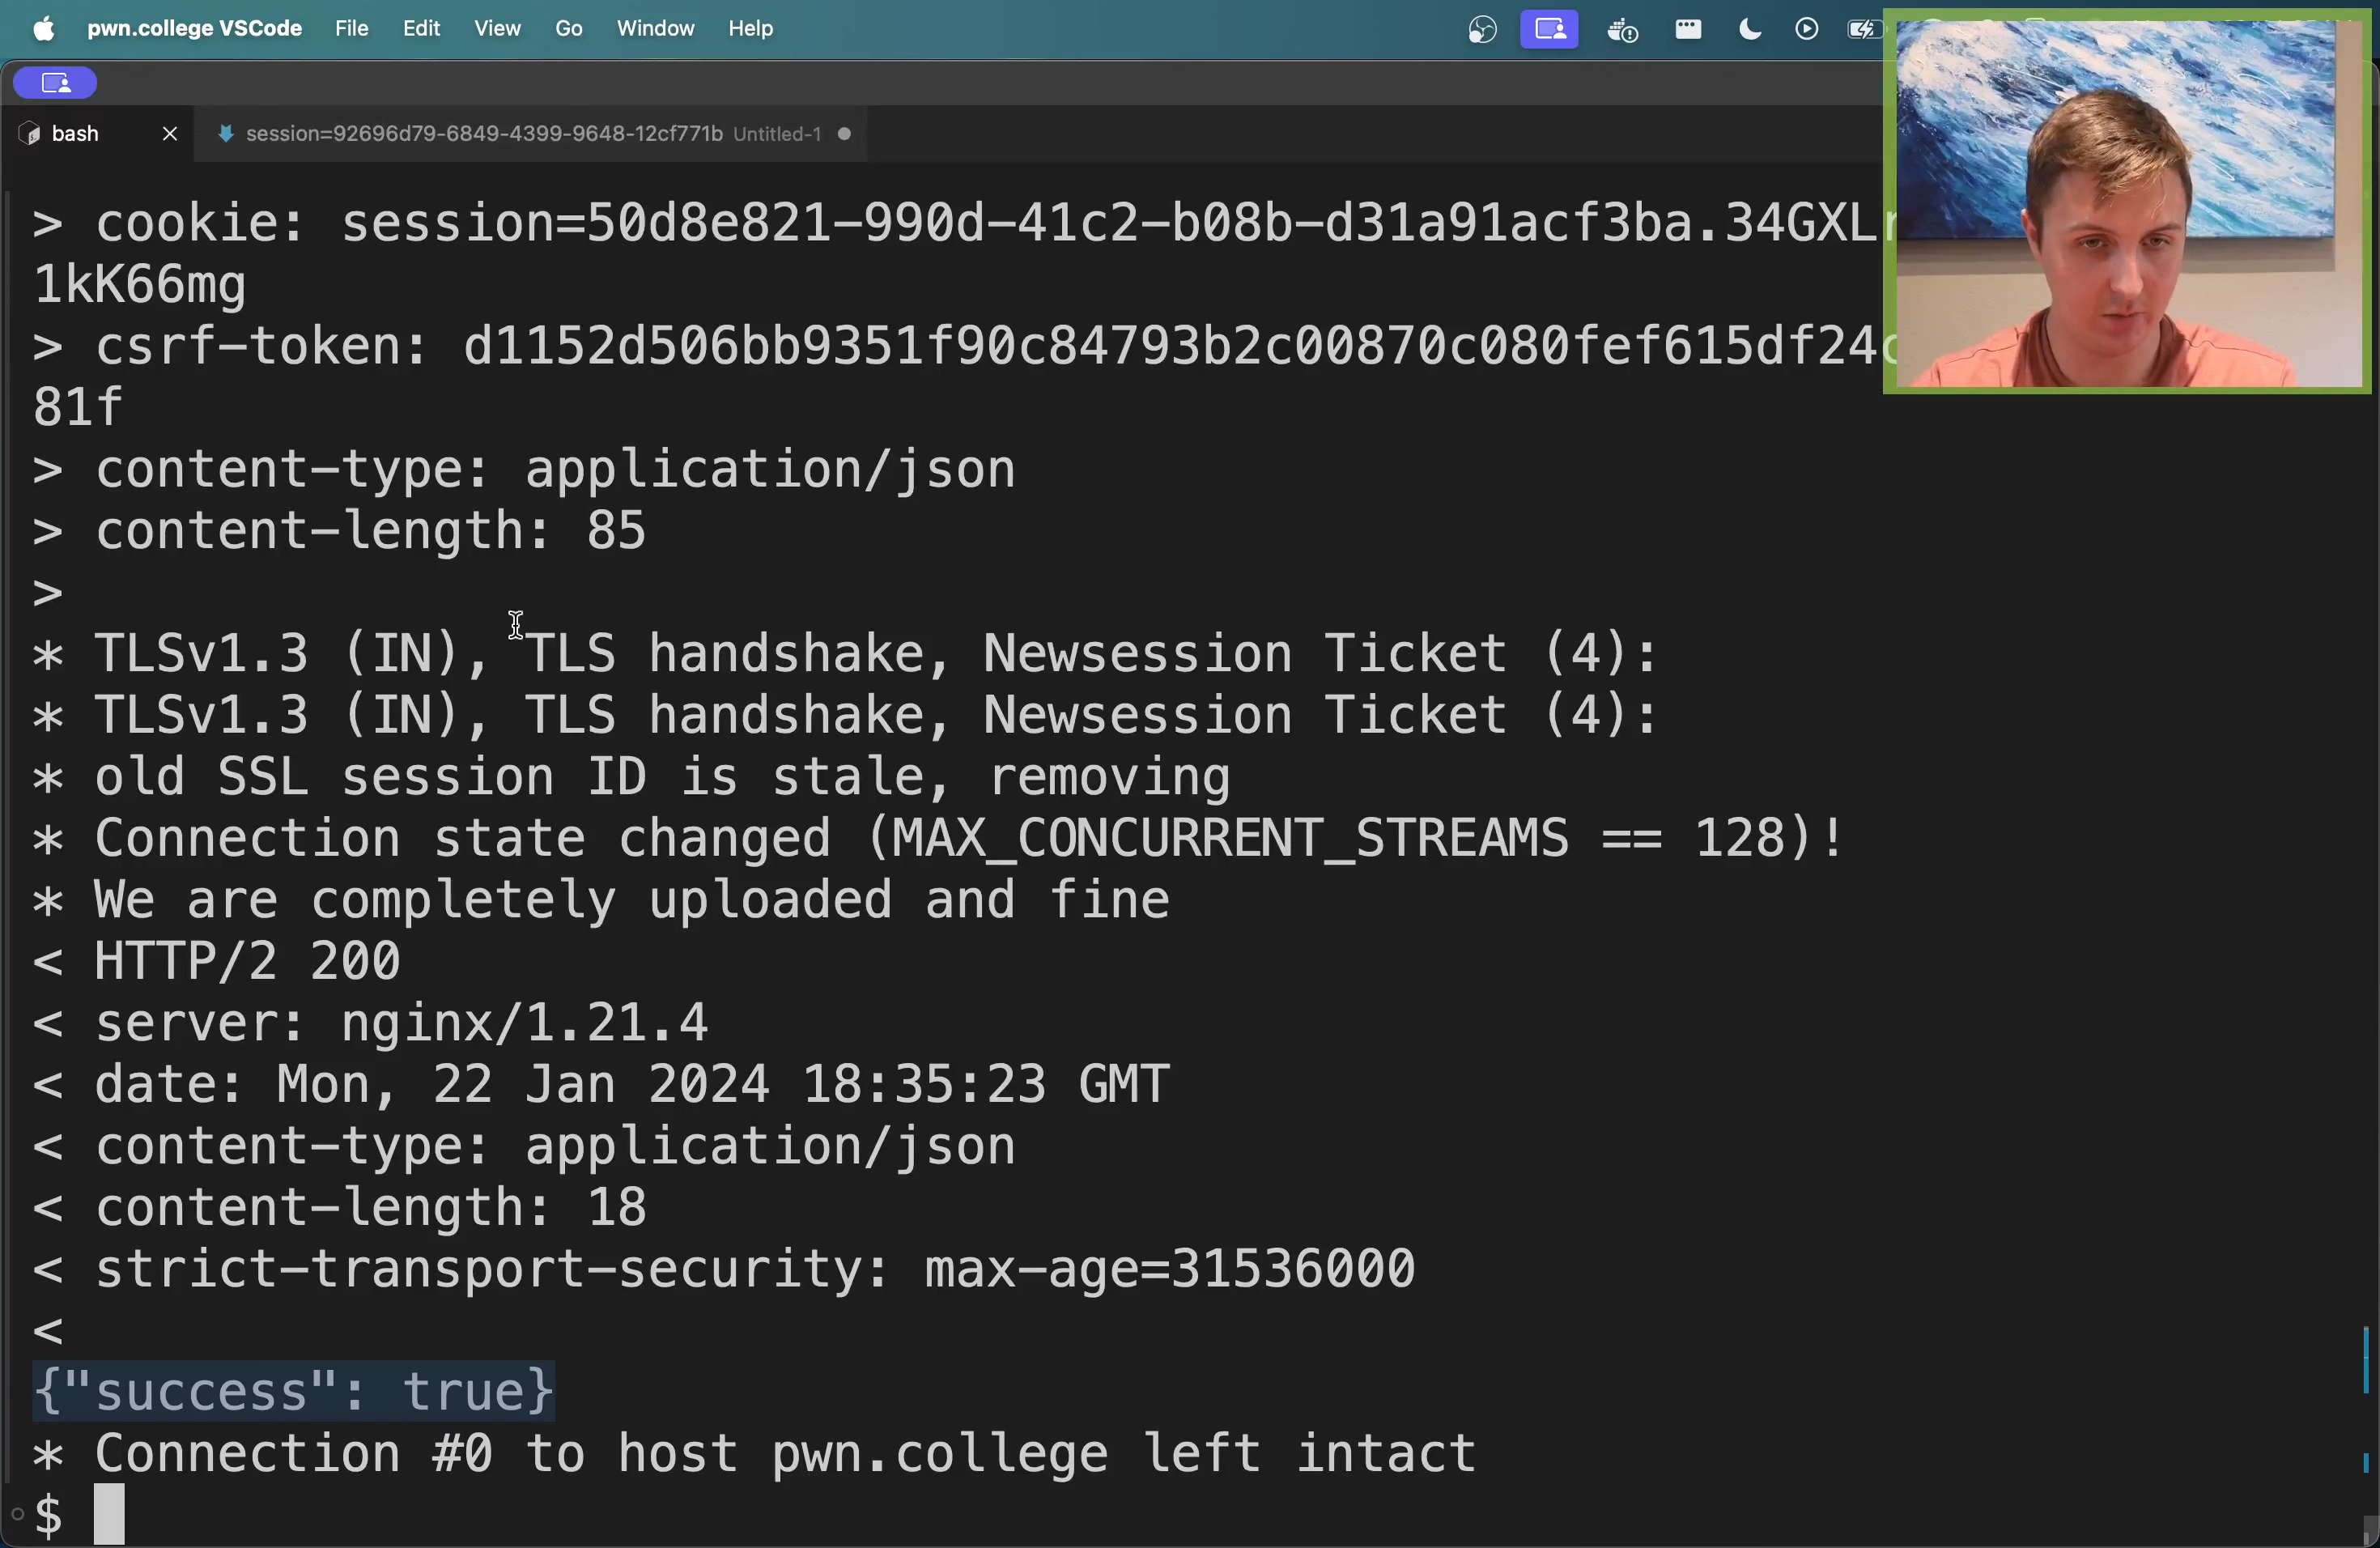 pwn.college VSCode File Edit View Go Window Help
bash session=92696d79-6849-4399-9648-12cf771b Untitled-1
> cookie: session=50d8e821-990d-41c2-b08b-d31a91acf3ba.34GXL
1kK66mg
> csrf-token: d1152d506bb9351f90c84793b2c00870c080fef615df24
81f
> content-type: application/json
> content-length: 85
>
* TLSv1.3 (IN), TLS handshake, Newsession Ticket (4):
* TLSv1.3 (IN), TLS handshake, Newsession Ticket (4):
* old SSL session ID is stale, removing
* Connection state changed (MAX_CONCURRENT_STREAMS == 128)!
* We are completely uploaded and fine
< HTTP/2 200
< server: nginx/1.21.4
< date: Mon, 22 Jan 2024 18:35:23 GMT
< content-type: application/json
< content-length: 18
< strict-transport-security: max-age=31536000
<
{"success": true}
* Connection #0 to host pwn.college left intact
$